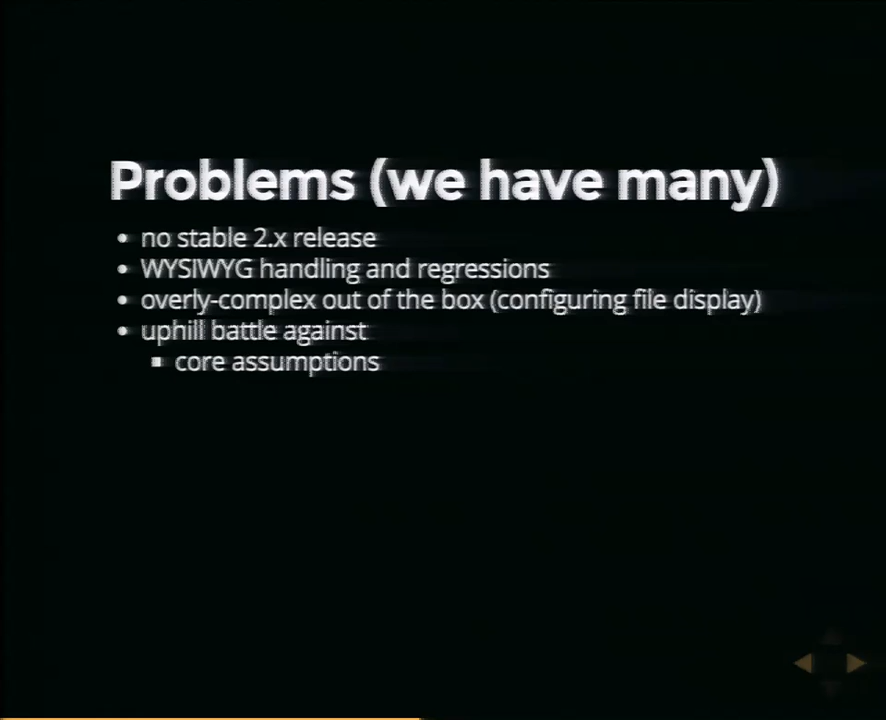 Problems (we have many)
no stable 2.x release
WYSIWYG handling and regressions
overly-complex out of the box (configuring file display)
uphill battle against
core assumptions